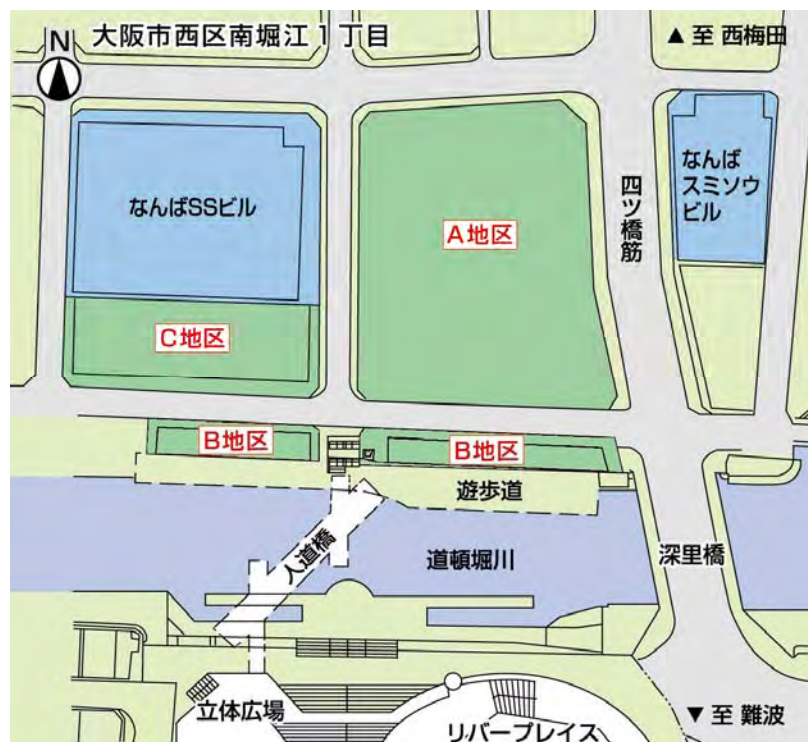 N
大阪市西区南堀江1丁目
▲至 西梅田
なんばSSビル
A地区
四ツ橋筋
なんば
スミソウ
ビル
C地区
B地区
B地区
遊歩道
人道橋
道頓堀川
深里橋
立体広場
リバープレイス
▼至 難波